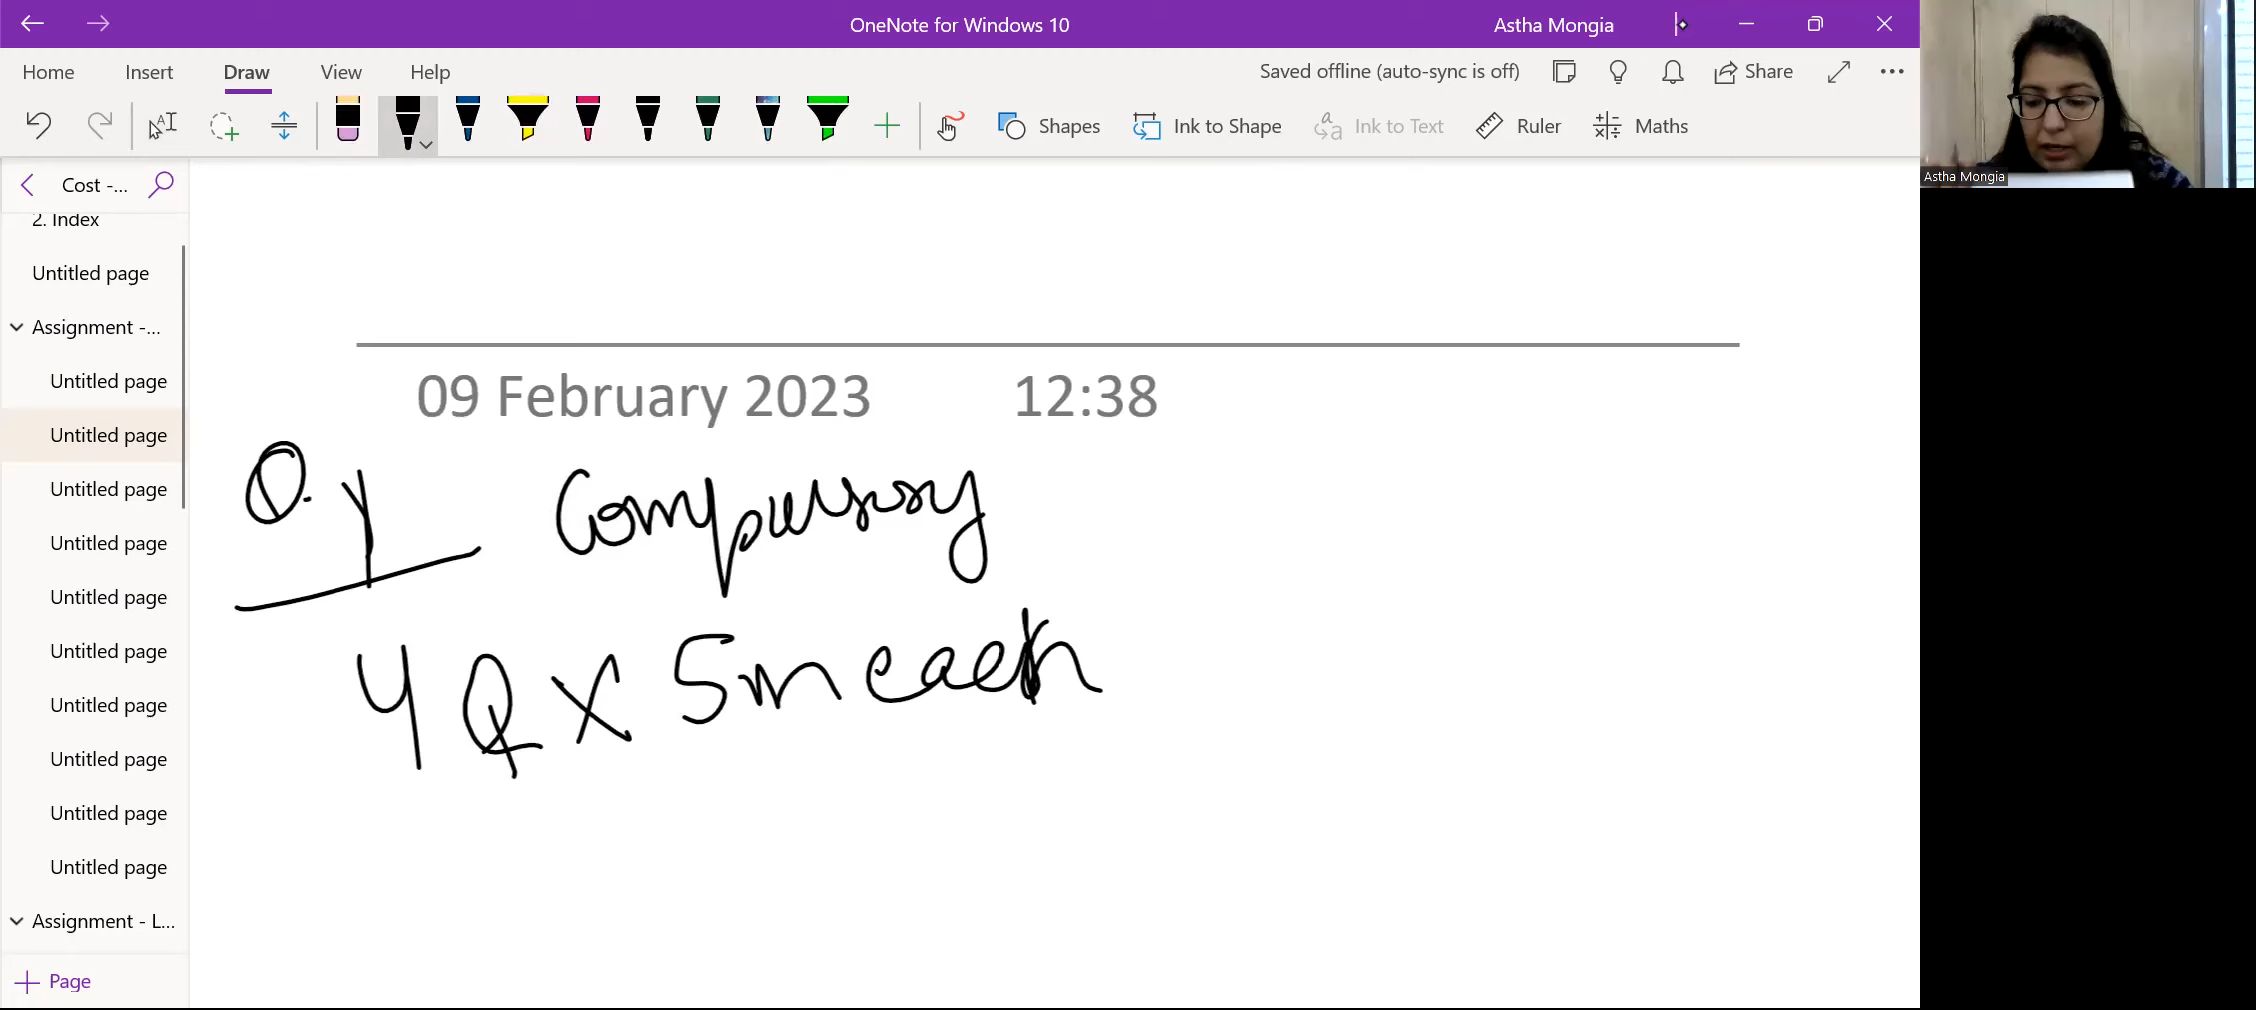 OneNote for Windows 10
Astha Mongia
Home Insert Draw View Help
Saved offline (auto-sync is off) Share
Shapes Ink to Shape Ink to Text Ruler Maths
Astha Mongia
Cost -...
2. Index
Untitled page
Assignment -...
Untitled page
Untitled page
Untitled page
Untitled page
Untitled page
Untitled page
Untitled page
Untitled page
Untitled page
Untitled page
Assignment - L...
Page
09 February 2023 12:38
Q. 1 Compulsory
4 Q X 5m each